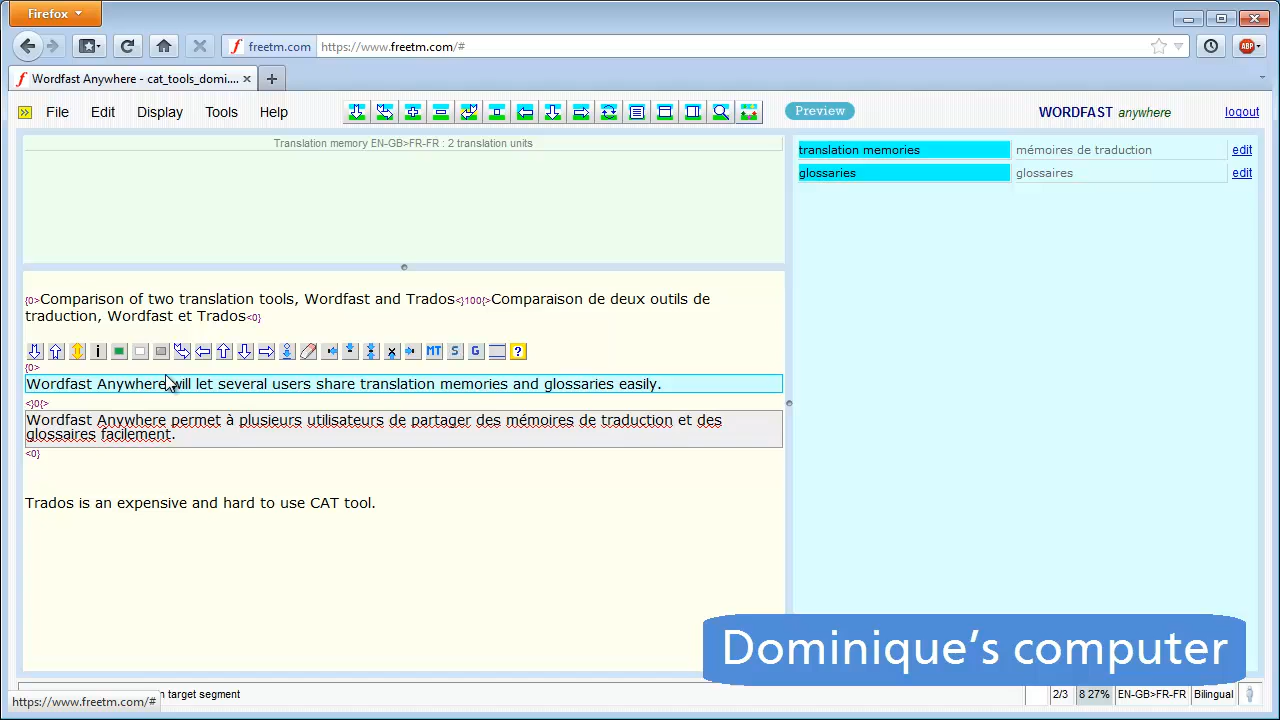 Firefox
freetm.com https://www.freetm.com/#
ABP
Wordfast Anywhere - cat_tools_domi....
File Edit Display Tools Help Preview WORDFAST anywhere logout
Translation memory EN-GB>FR-FR : 2 translation units
translation memories mémoires de traduction edit
glossaries glossaires edit
{0>Comparison of two translation tools, Wordfast and Trados<}100{>Comparaison de deux outils de
traduction, Wordfast et Trados<0}
i MT S G ?
{0>
Wordfast Anywhere will let several users share translation memories and glossaries easily.
<}0{>
Wordfast Anywhere permet à plusieurs utilisateurs de partager des mémoires de traduction et des
glossaires facilement.
<0}
Trados is an expensive and hard to use CAT tool.
Dominique's computer
https://www.freetm.com/# n target segment 2/3 8 27% EN-GB>FR-FR Bilingual